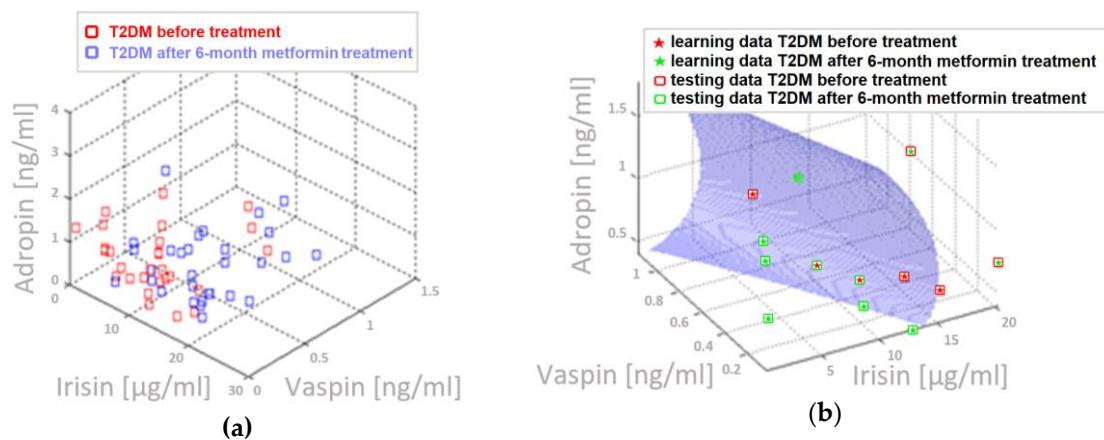 T2DM before treatment
T2DM after 6-month metformin treatment
4
3
2
1
0
Adropin [ng/ml]
0
10
20
30
Irisin [µg/ml]
0
0.5
1
1.5
Vaspin [ng/ml]
(a)
learning data T2DM before treatment
learning data T2DM after 6-month metformin treatment
testing data T2DM before treatment
testing data T2DM after 6-month metformin treatment
1.5
1
0.5
Adropin [ng/ml]
1
0.8
0.6
0.4
0.2
Vaspin [ng/ml]
5
10
15
20
Irisin [µg/ml]
(b)